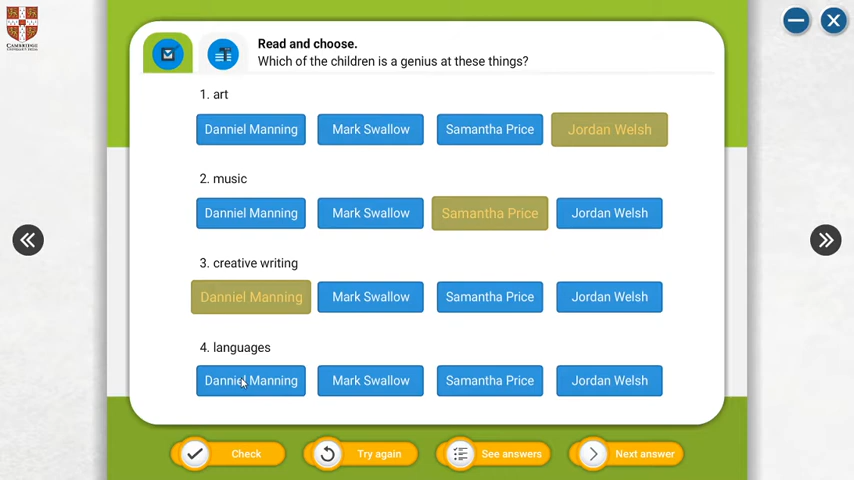 CAMBRIDGE
Read and choose.
Which of the children is a genius at these things?
1. art
Danniel Manning Mark Swallow Samantha Price Jordan Welsh
2. music
Danniel Manning Mark Swallow Samantha Price Jordan Welsh
3. creative writing
Danniel Manning Mark Swallow Samantha Price Jordan Welsh
4. languages
Danniel Manning Mark Swallow Samantha Price Jordan Welsh
Check Try again See answers Next answer